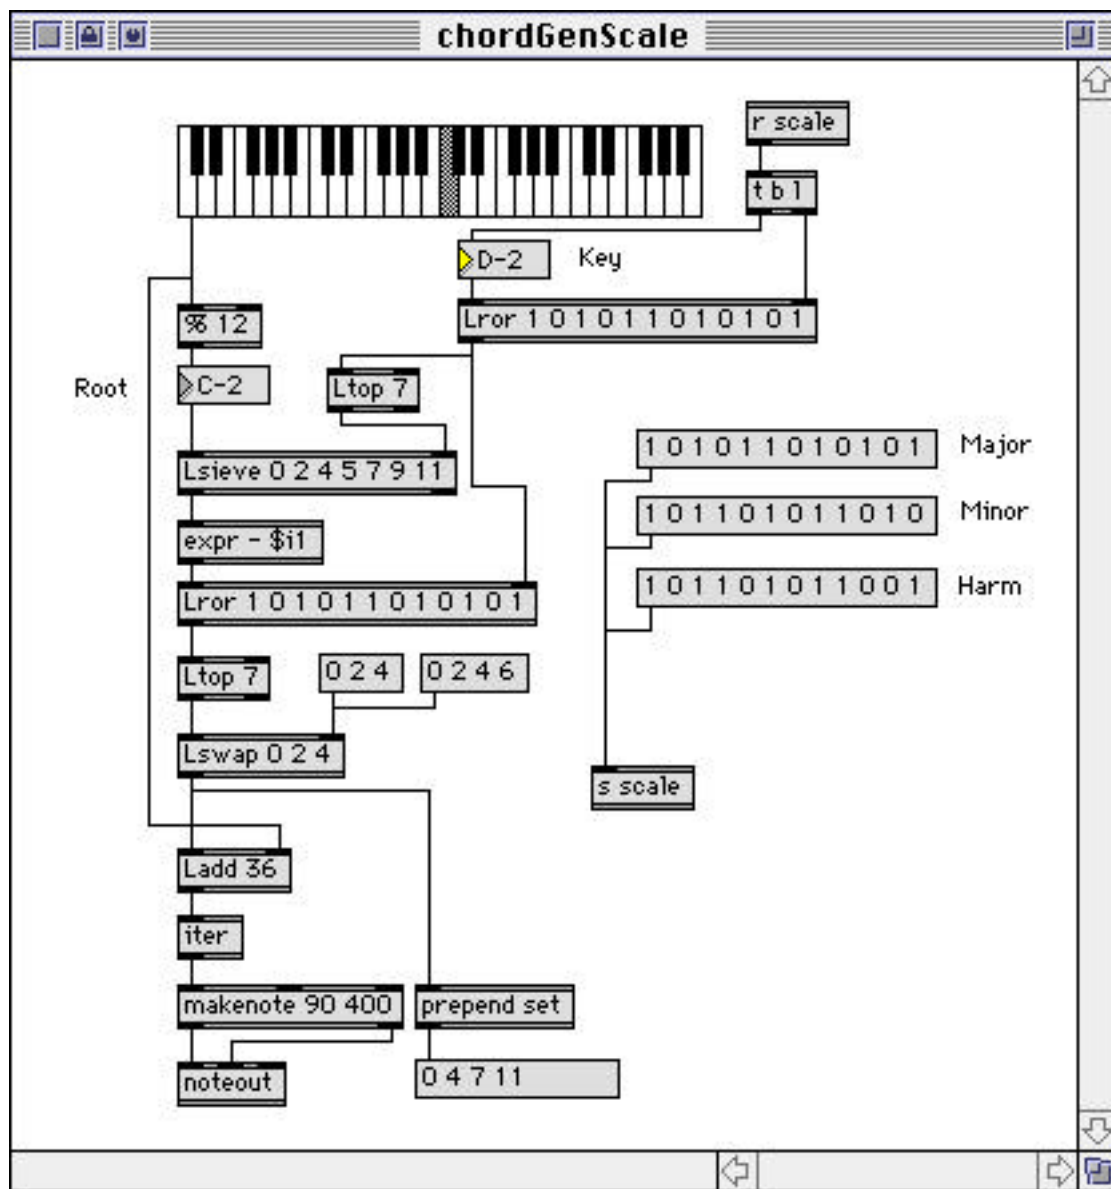 chordGenScale
r scale
t b l
D-2
Key
% 12
Lror 1 0 1 0 1 1 0 1 0 1 0 1
Root
C-2
Ltop 7
Lsieve 0 2 4 5 7 9 11
1 0 1 0 1 1 0 1 0 1 0 1
Major
expr - $i1
1 0 1 1 0 1 0 1 1 0 1 0
Minor
Lror 1 0 1 0 1 1 0 1 0 1 0 1
1 0 1 1 0 1 0 1 1 0 0 1
Harm
Ltop 7
0 2 4
0 2 4 6
Lswap 0 2 4
s scale
Ladd 36
iter
makenote 90 400
prepend set
noteout
0 4 7 11